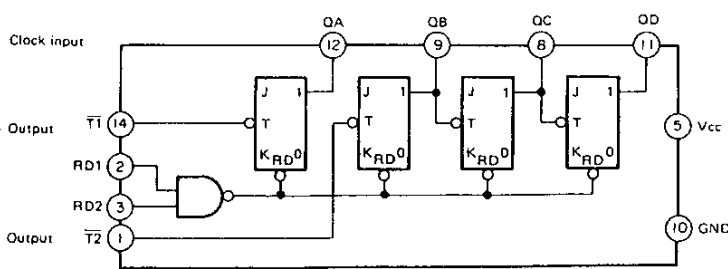 QA QB QC QD
Clock input 12 9 8 11
J 1 J 1 J 1 J 1
Output T1 14 T T T T 5 Vcc
K RD 0 K RD 0 K RD 0 K RD 0
RD1 2
RD2 3
Output T2 1 10 GND